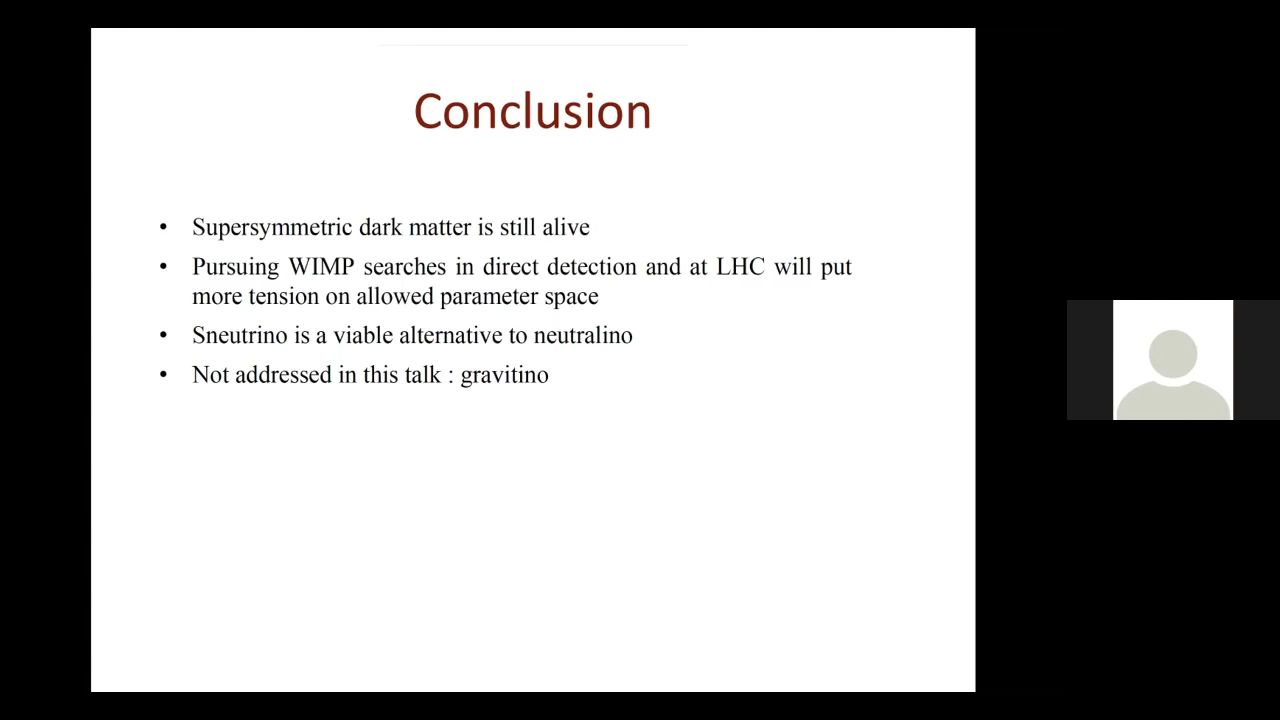 Conclusion
• Supersymmetric dark matter is still alive
• Pursuing WIMP searches in direct detection and at LHC will put
more tension on allowed parameter space
• Sneutrino is a viable alternative to neutralino
• Not addressed in this talk : gravitino